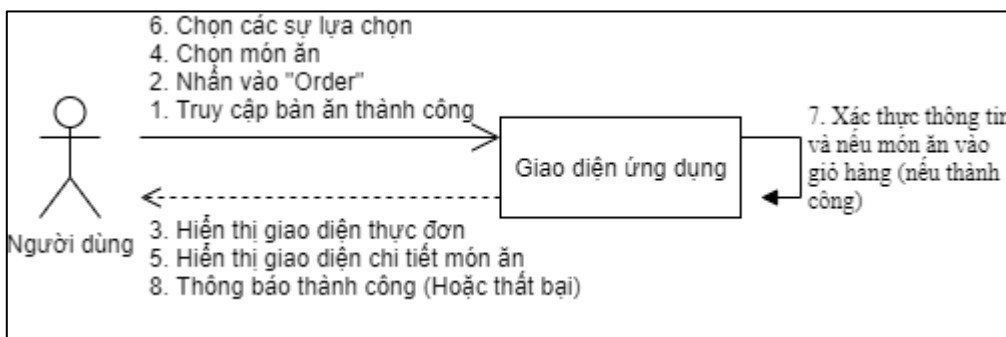 6. Chọn các sự lựa chọn
4. Chọn món ăn
2. Nhấn vào "Order"
1. Truy cập bàn ăn thành công
Người dùng
Giao diện ứng dụng
7. Xác thực thông tin
và nếu món ăn vào
giỏ hàng (nếu thành
công)
3. Hiển thị giao diện thực đơn
5. Hiển thị giao diện chi tiết món ăn
8. Thông báo thành công (Hoặc thất bại)